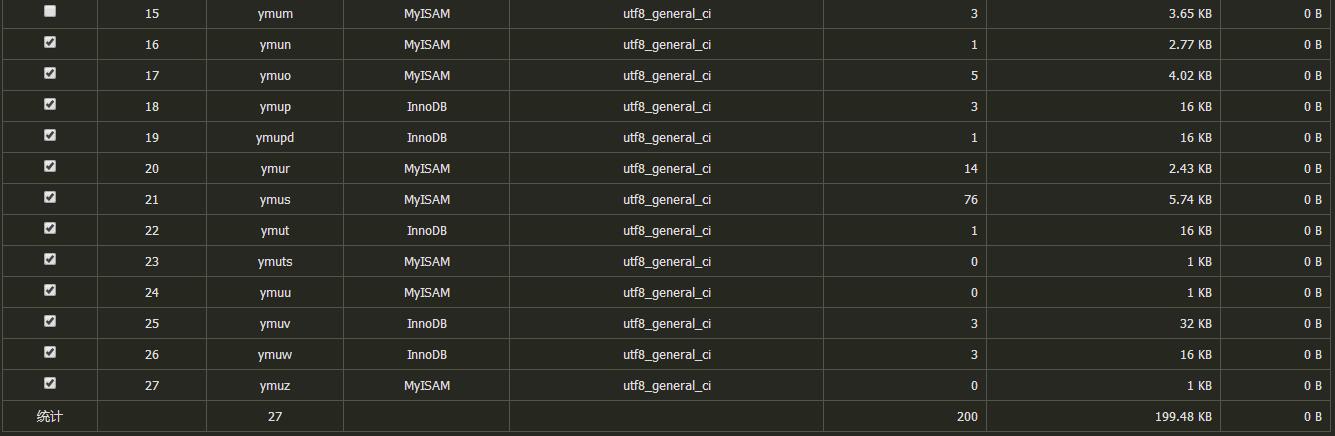 15 ymum MyISAM utf8_general_ci 3 3.65 KB 0 B
16 ymun MyISAM utf8_general_ci 1 2.77 KB 0 B
17 ymuo MyISAM utf8_general_ci 5 4.02 KB 0 B
18 ymup InnoDB utf8_general_ci 3 16 KB 0 B
19 ymupd InnoDB utf8_general_ci 1 16 KB 0 B
20 ymur MyISAM utf8_general_ci 14 2.43 KB 0 B
21 ymus MyISAM utf8_general_ci 76 5.74 KB 0 B
22 ymut InnoDB utf8_general_ci 1 16 KB 0 B
23 ymuts MyISAM utf8_general_ci 0 1 KB 0 B
24 ymuu MyISAM utf8_general_ci 0 1 KB 0 B
25 ymuv InnoDB utf8_general_ci 3 32 KB 0 B
26 ymuw InnoDB utf8_general_ci 3 16 KB 0 B
27 ymuz MyISAM utf8_general_ci 0 1 KB 0 B
统计 27 200 199.48 KB 0 B